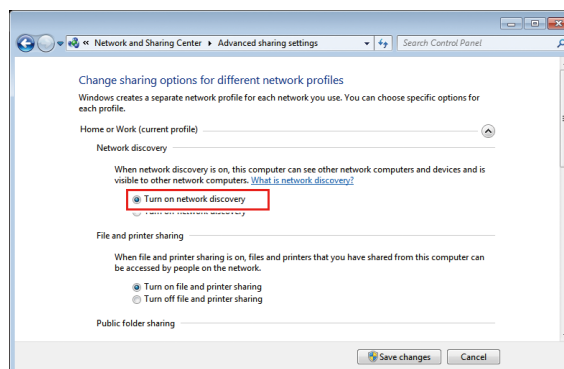 « Network and Sharing Center ▸ Advanced sharing settings
Search Control Panel
Change sharing options for different network profiles
Windows creates a separate network profile for each network you use. You can choose specific options for
each profile.
Home or Work (current profile)
Network discovery
When network discovery is on, this computer can see other network computers and devices and is
visible to other network computers. What is network discovery?
Turn on network discovery
File and printer sharing
When file and printer sharing is on, files and printers that you have shared from this computer can
be accessed by people on the network.
Turn on file and printer sharing
Turn off file and printer sharing
Public folder sharing
Save changes
Cancel